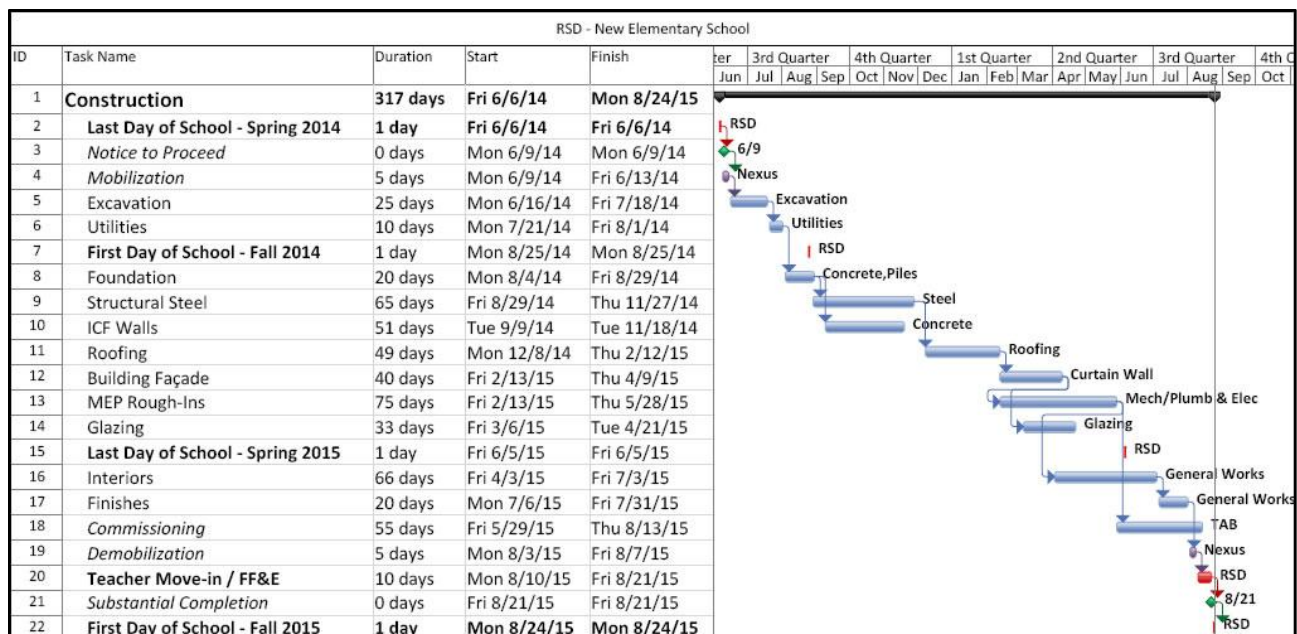 RSD - New Elementary School
ID Task Name Duration Start Finish ter 3rd Quarter 4th Quarter 1st Quarter 2nd Quarter 3rd Quarter 4th Q
Jun Jul Aug Sep Oct Nov Dec Jan Feb Mar Apr May Jun Jul Aug Sep Oct
1 Construction 317 days Fri 6/6/14 Mon 8/24/15
2 Last Day of School - Spring 2014 1 day Fri 6/6/14 Fri 6/6/14 RSD
3 Notice to Proceed 0 days Mon 6/9/14 Mon 6/9/14 6/9
4 Mobilization 5 days Mon 6/9/14 Fri 6/13/14 Nexus
5 Excavation 25 days Mon 6/16/14 Fri 7/18/14 Excavation
6 Utilities 10 days Mon 7/21/14 Fri 8/1/14 Utilities
7 First Day of School - Fall 2014 1 day Mon 8/25/14 Mon 8/25/14 RSD
8 Foundation 20 days Mon 8/4/14 Fri 8/29/14 Concrete,Piles
9 Structural Steel 65 days Fri 8/29/14 Thu 11/27/14 Steel
10 ICF Walls 51 days Tue 9/9/14 Tue 11/18/14 Concrete
11 Roofing 49 days Mon 12/8/14 Thu 2/12/15 Roofing
12 Building Façade 40 days Fri 2/13/15 Thu 4/9/15 Curtain Wall
13 MEP Rough-Ins 75 days Fri 2/13/15 Thu 5/28/15 Mech/Plumb & Elec
14 Glazing 33 days Fri 3/6/15 Tue 4/21/15 Glazing
15 Last Day of School - Spring 2015 1 day Fri 6/5/15 Fri 6/5/15 RSD
16 Interiors 66 days Fri 4/3/15 Fri 7/3/15 General Works
17 Finishes 20 days Mon 7/6/15 Fri 7/31/15 General Works
18 Commissioning 55 days Fri 5/29/15 Thu 8/13/15 TAB
19 Demobilization 5 days Mon 8/3/15 Fri 8/7/15 Nexus
20 Teacher Move-in / FF&E 10 days Mon 8/10/15 Fri 8/21/15 RSD
21 Substantial Completion 0 days Fri 8/21/15 Fri 8/21/15 8/21
22 First Day of School - Fall 2015 1 day Mon 8/24/15 Mon 8/24/15 RSD